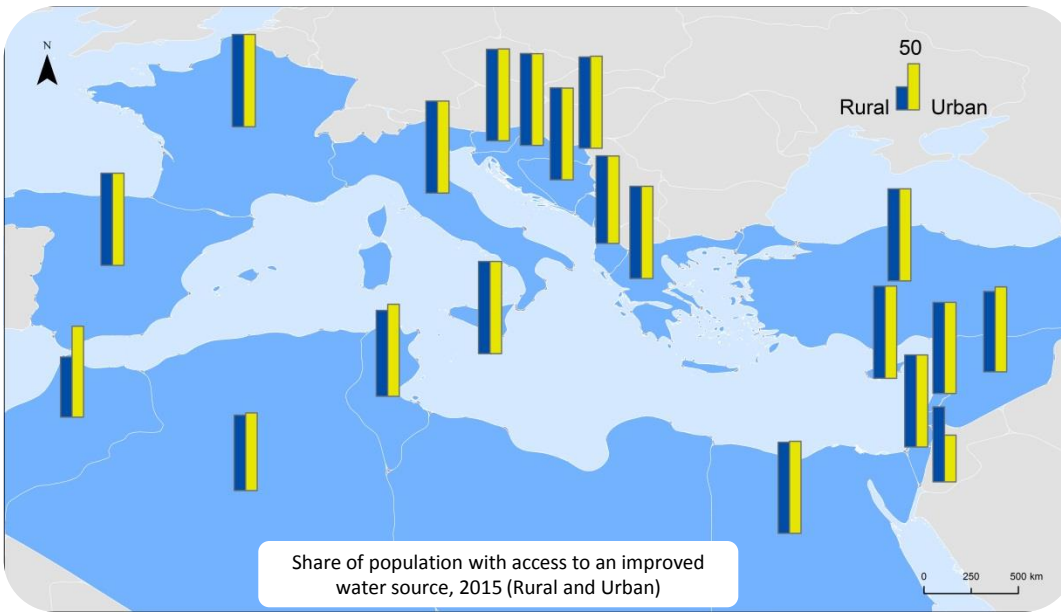 N
50
Rural Urban
Share of population with access to an improved
water source, 2015 (Rural and Urban)
0 250 500 km